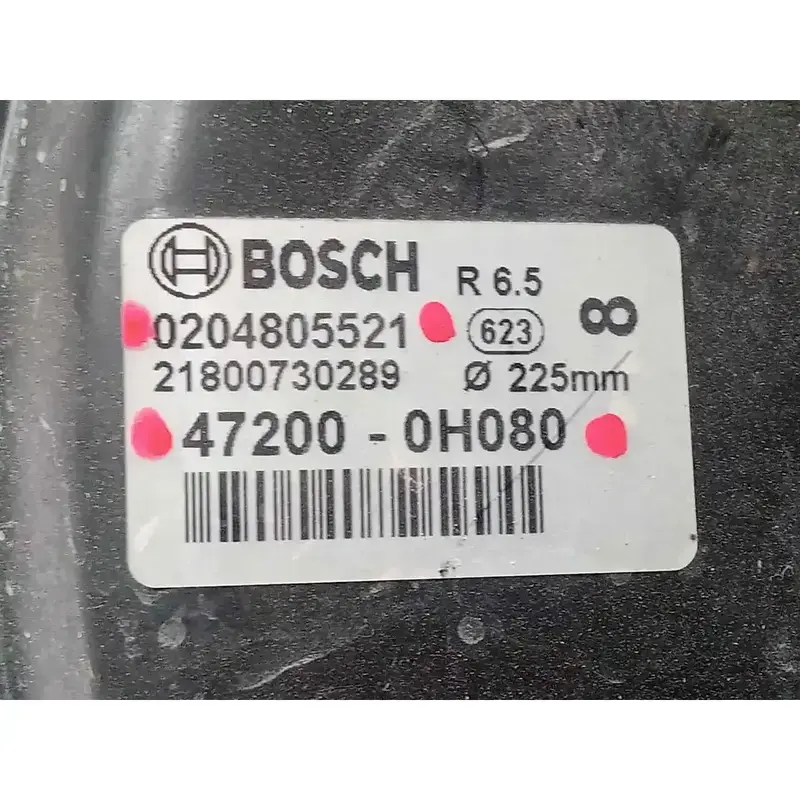 BOSCH R 6.5
8
0204805521 623
21800730289 Ø 225mm
47200 - 0H080